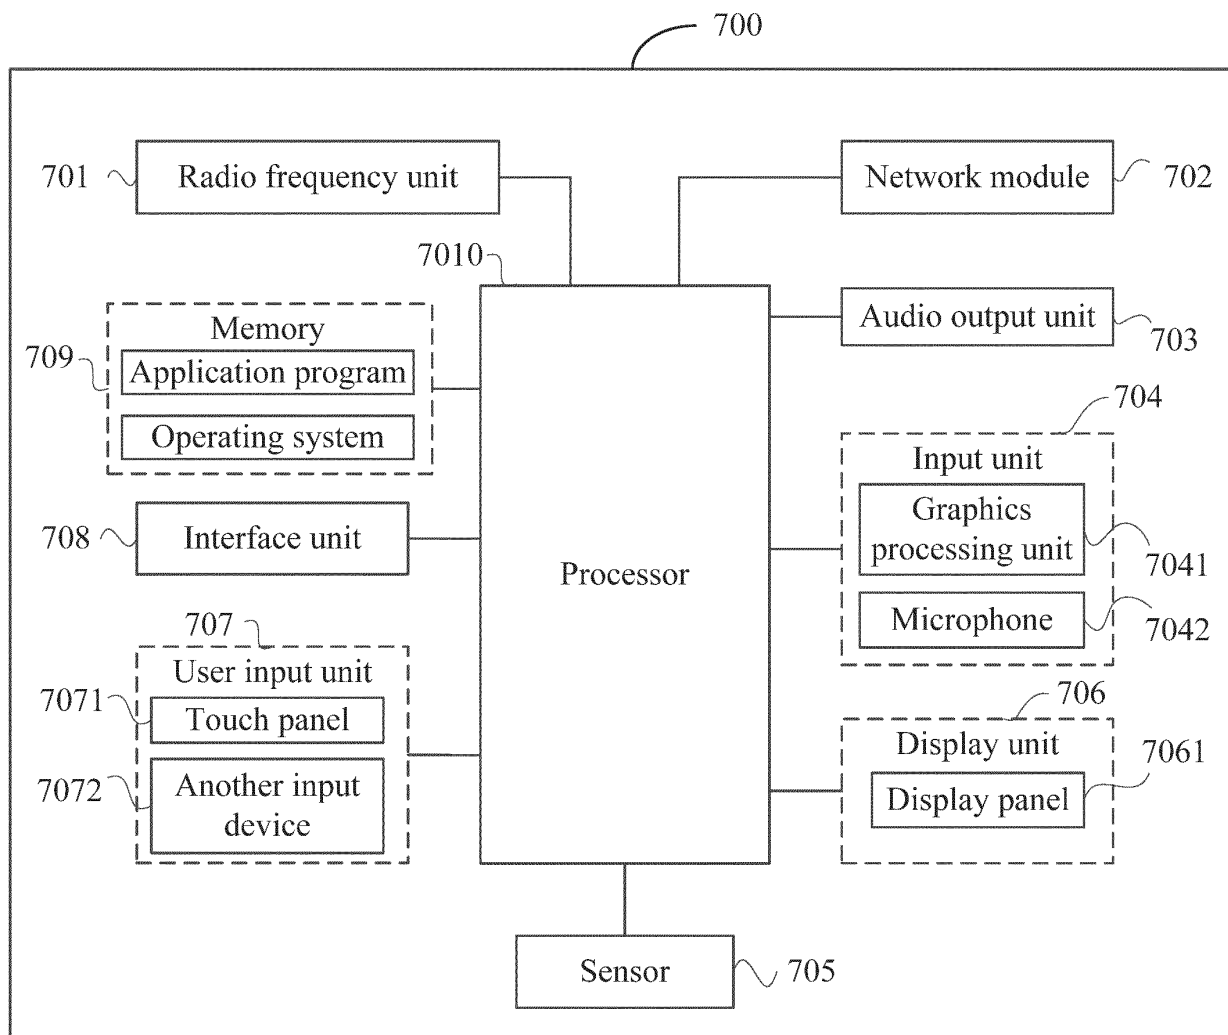 700
701
Radio frequency unit
Network module
702
7010
Memory
709
Application program
Operating system
Audio output unit
703
704
Input unit
Graphics
processing unit
7041
Microphone
7042
708
Interface unit
Processor
707
User input unit
7071
Touch panel
7072
Another input
device
706
Display unit
7061
Display panel
Sensor
705